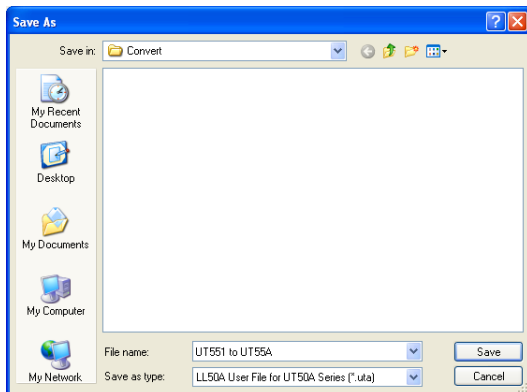 Save As
Save in:
Convert
My Recent
Documents
Desktop
My Documents
My Computer
My Network
File name:
UT551 to UT55A
Save
Save as type:
LL50A User File for UT50A Series (*.uta)
Cancel